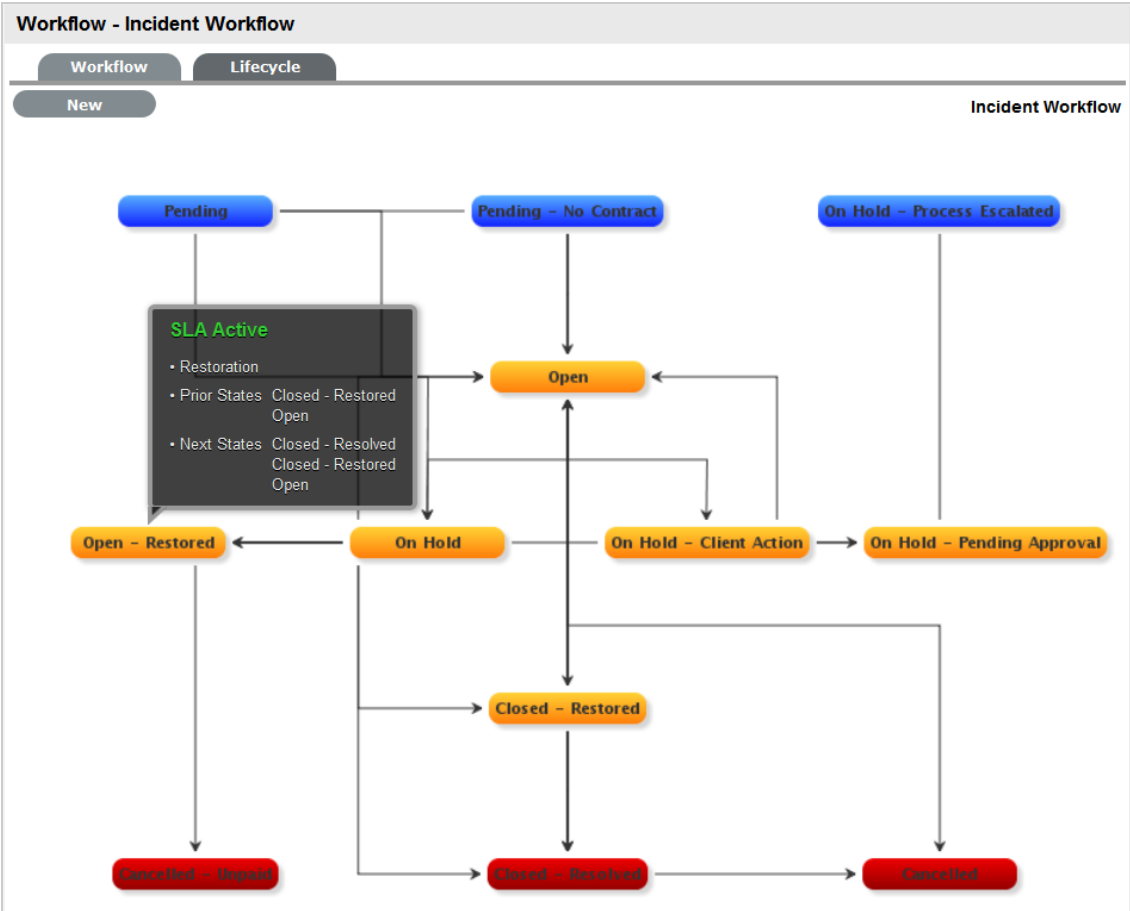 Workflow - Incident Workflow
Workflow Lifecycle
New
Incident Workflow
Pending
Pending - No Contract
On Hold - Process Escalated
SLA Active
• Restoration
• Prior States Closed - Restored
Open
• Next States Closed - Resolved
Closed - Restored
Open
Open
Open - Restored
On Hold
On Hold - Client Action
On Hold - Pending Approval
Closed - Restored
Cancelled - Unpaid
Closed - Resolved
Cancelled